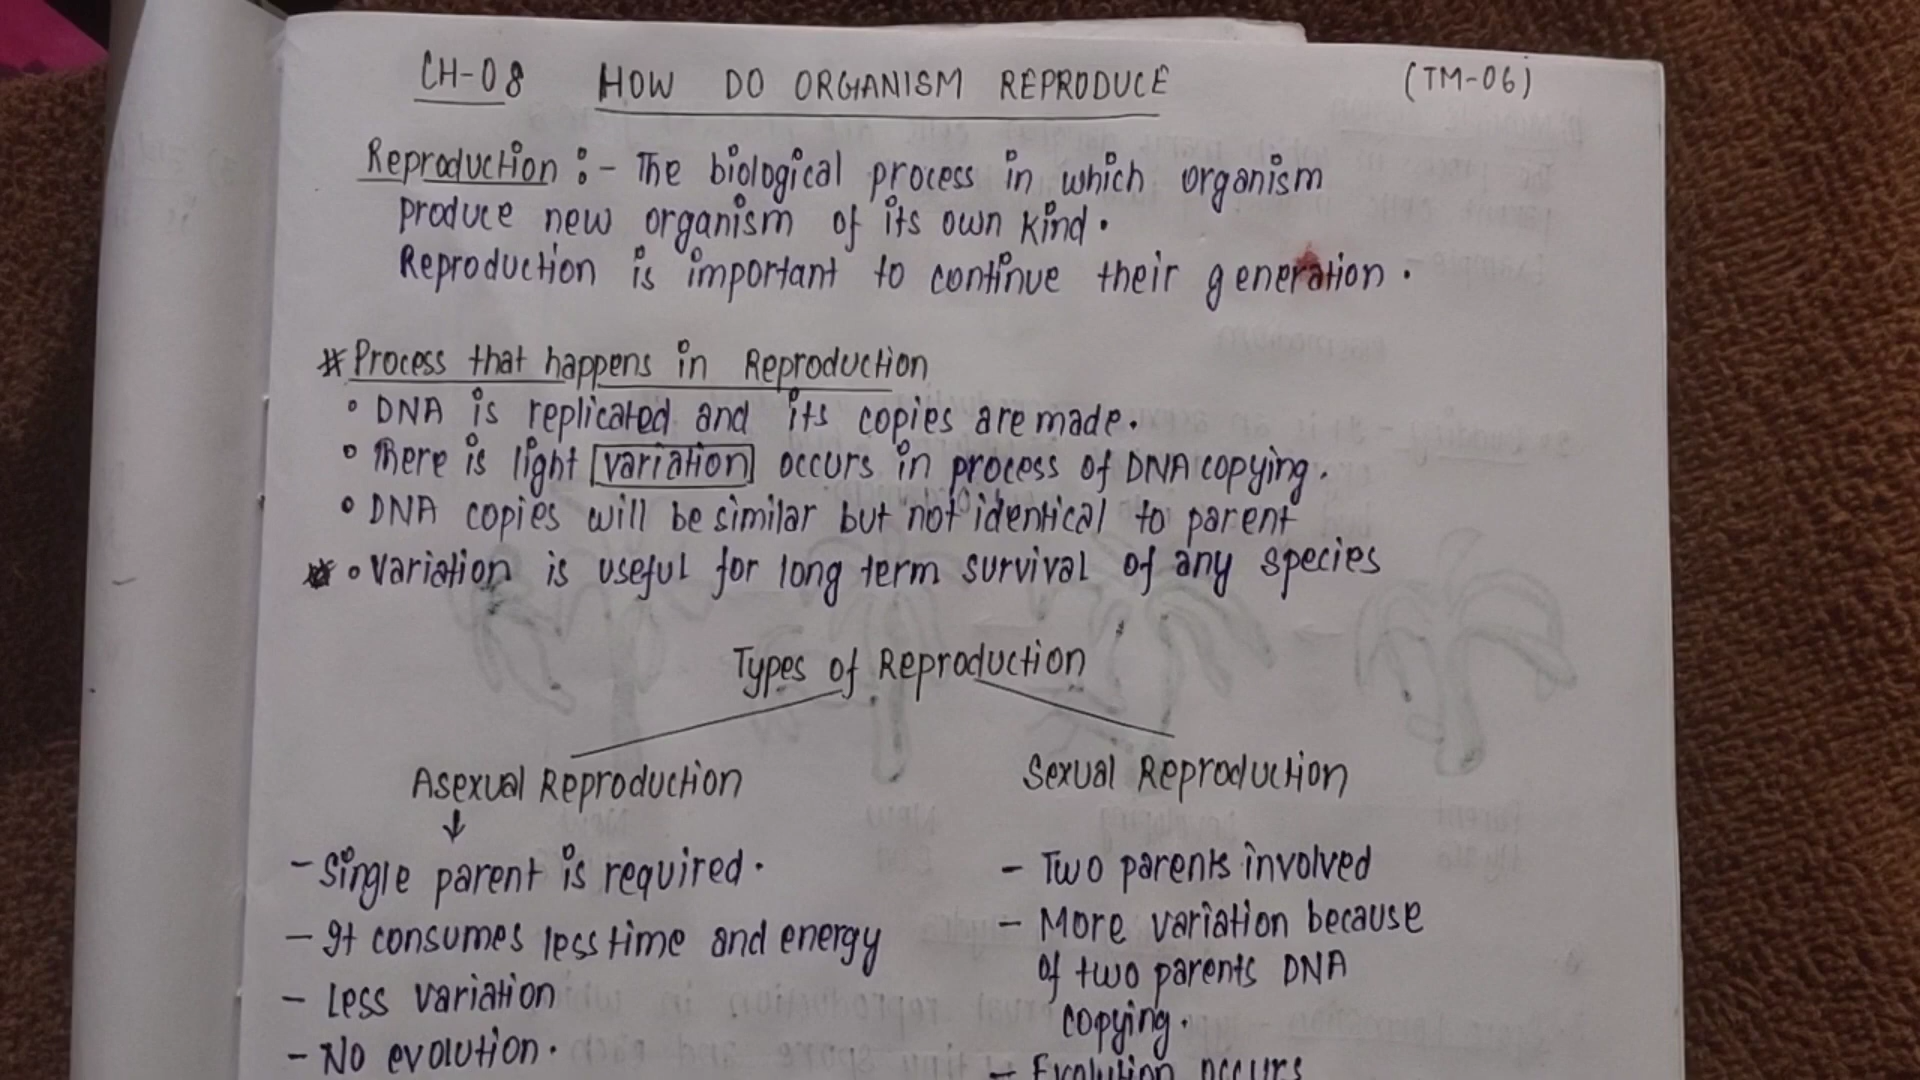 CH-08 HOW DO ORGANISM REPRODUCE (TM-06)
Reproduction :- The biological process in which organism
produce new organism of its own kind.
Reproduction is important to continue their generation.
* Process that happens in Reproduction
• DNA is replicated and its copies are made.
• There is light variation occurs in process of DNA copying.
• DNA copies will be similar but not identical to parent
* • Variation is useful for long term survival of any species
Types of Reproduction
Asexual Reproduction
↓
- Single parent is required.
- It consumes less time and energy
- Less variation
- No evolution.
Sexual Reproduction
- Two parents involved
- More variation because
of two parents DNA
copying.
- Evolution occurs